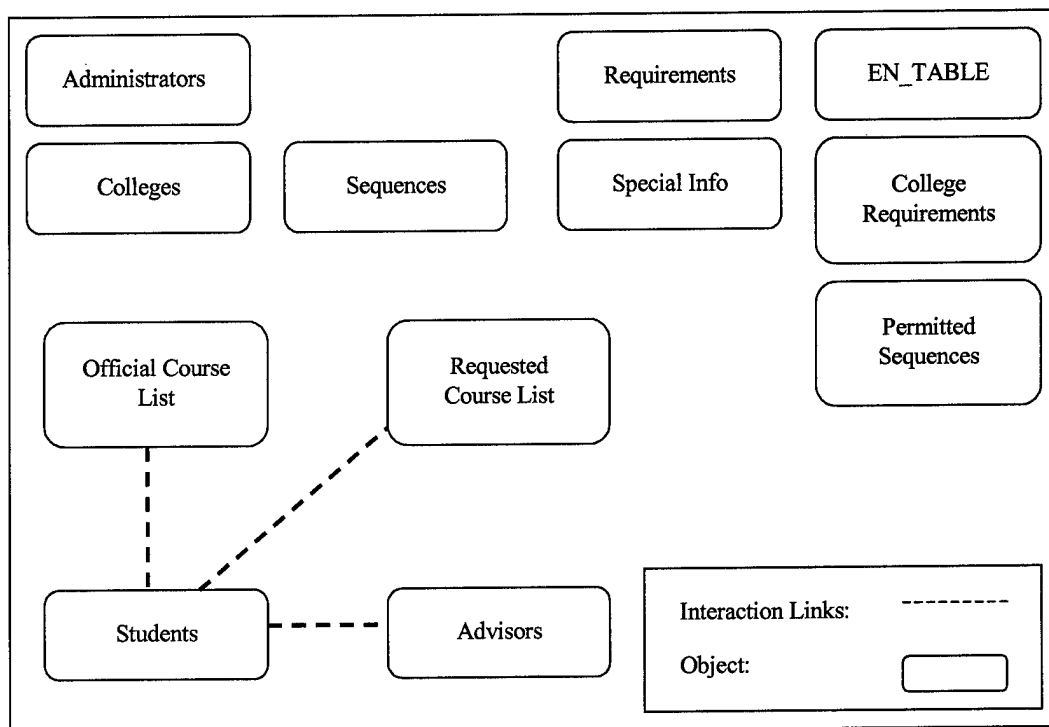 Administrators
Requirements
EN_TABLE
Colleges
Sequences
Special Info
College
Requirements
Permitted
Sequences
Official Course
List
Requested
Course List
Students
Advisors
Interaction Links:
Object: